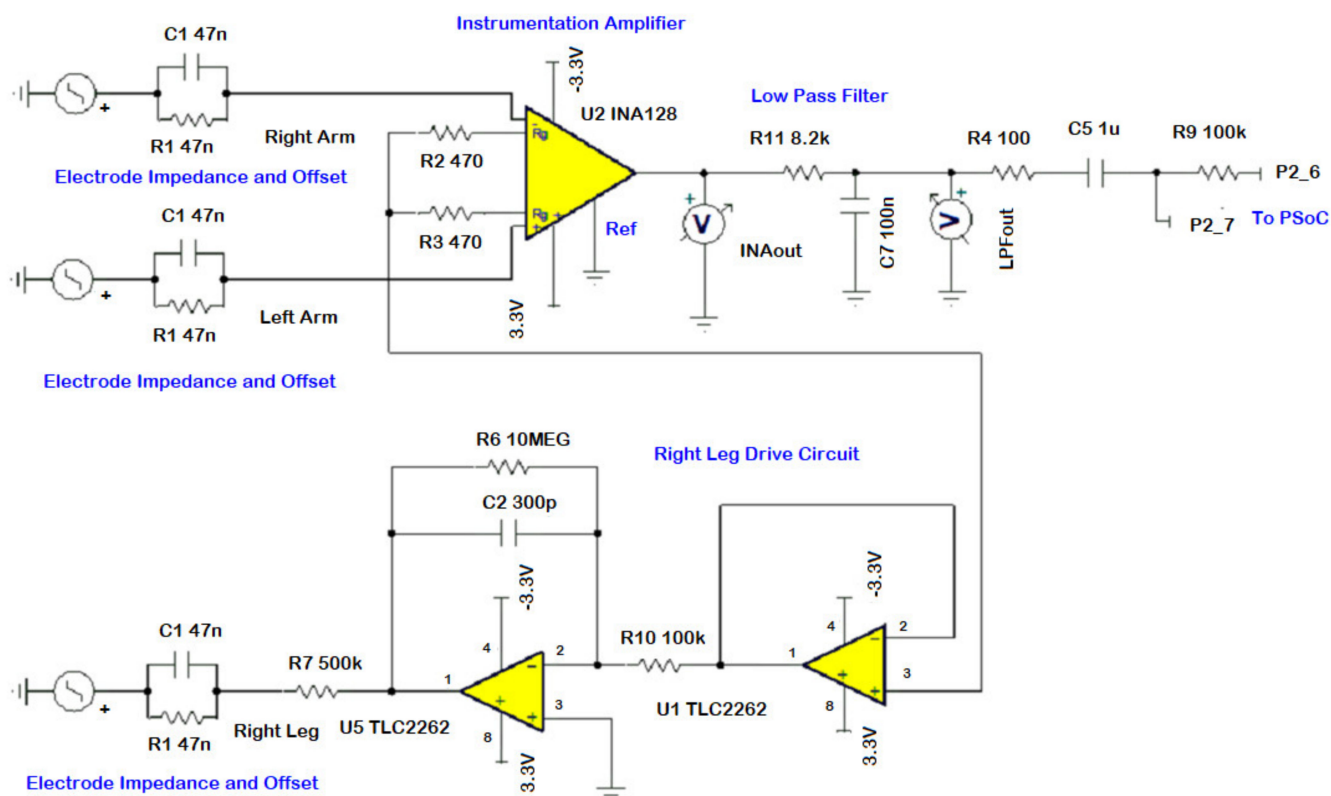 Instrumentation Amplifier
C1 47n
-3.3V
+
R1 47n
Right Arm
Electrode Impedance and Offset
U2 INA128
-
Rg
R2 470
Rg
R3 470
+
+
Ref
3.3V
C1 47n
+
R1 47n
Left Arm
Electrode Impedance and Offset
Low Pass Filter
R11 8.2k
R4 100
C5 1u
R9 100k
P2_6
P2_7
To PSoC
+
V
INAout
C7 100n
+
V
LPFout
R6 10MEG
C2 300p
Right Leg Drive Circuit
-3.3V
4
2
-
1
+
+
3
8
3.3V
U5 TLC2262
R10 100k
-3.3V
4
2
-
1
+
+
3
8
3.3V
U1 TLC2262
C1 47n
R7 500k
+
R1 47n
Right Leg
Electrode Impedance and Offset